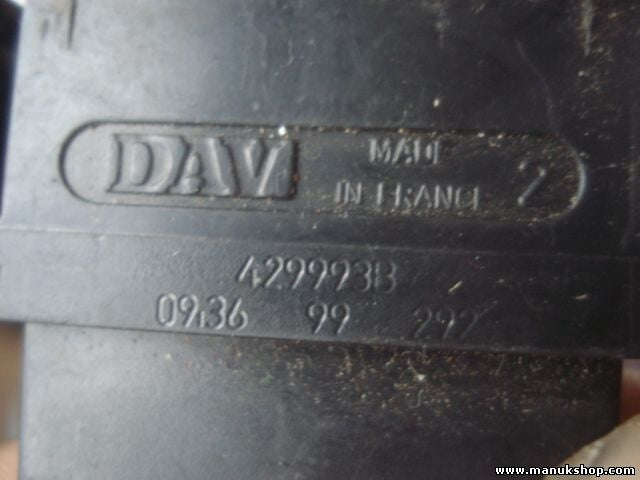 DAV MADE
IN FRANCE 2
429993B
09:36 99 292
www.manukshop.com